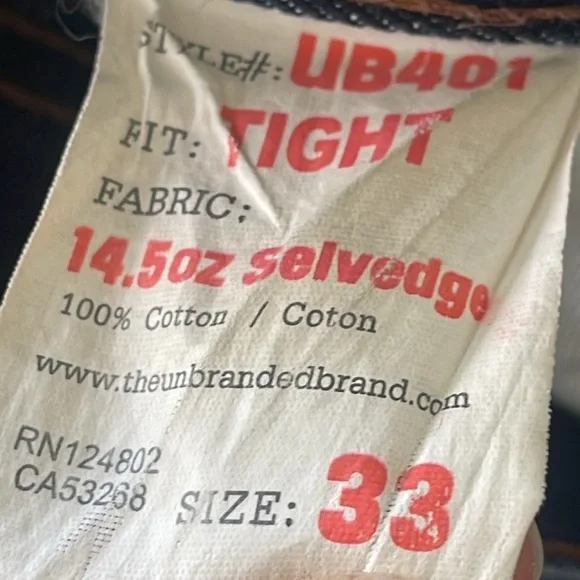 STYLE#: UB401
FIT: TIGHT
FABRIC:
14.5oz selvedge
100% Cotton / Coton
www.theunbrandedbrand.com
RN124802
CA53268
SIZE: 33